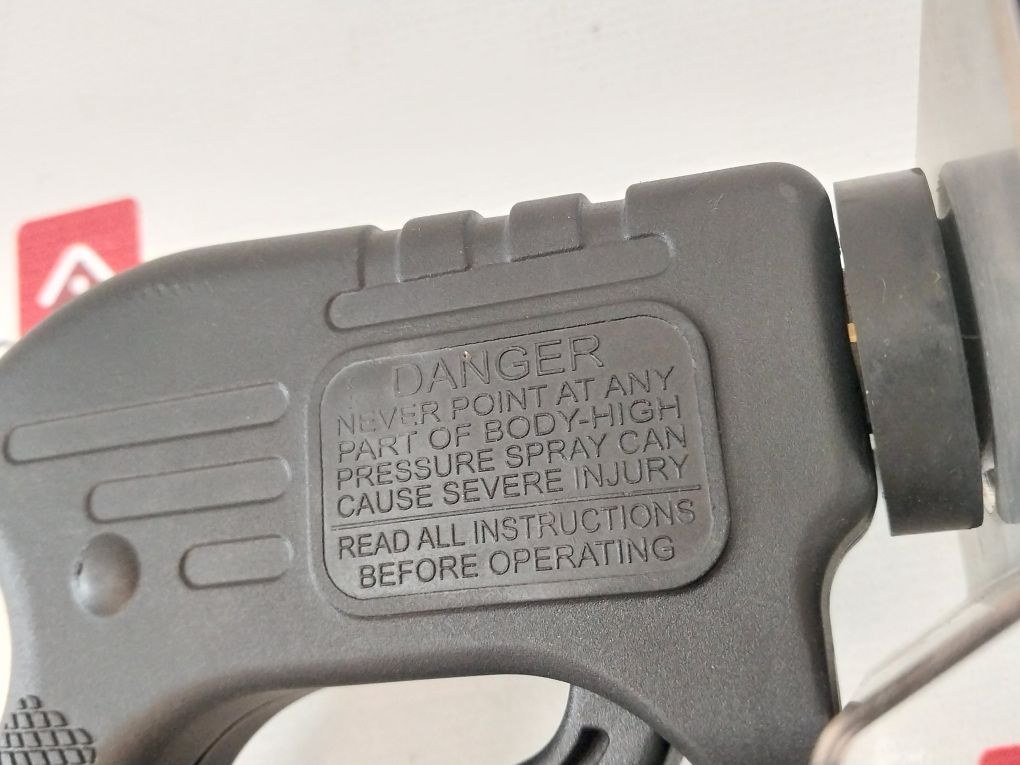 DANGER
NEVER POINT AT ANY
PART OF BODY-HIGH
PRESSURE SPRAY CAN
CAUSE SEVERE INJURY
READ ALL INSTRUCTIONS
BEFORE OPERATING